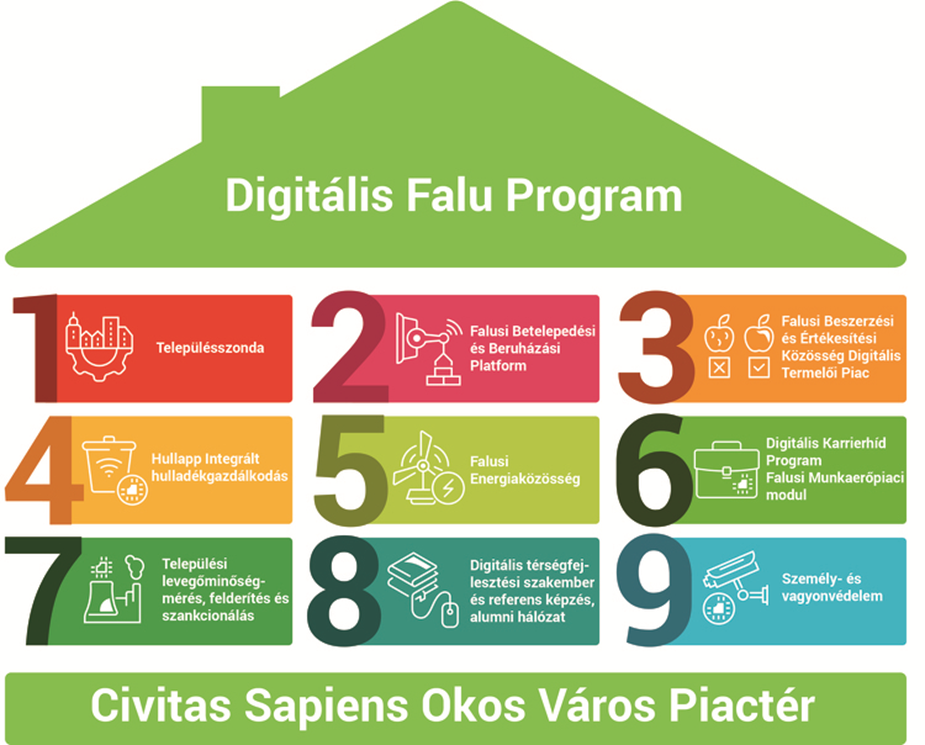 Digitális Falu Program
1
Településszonda
2
Falusi Betelepedési
és Beruházási
Platform
3
Falusi Beszerzési
és Értékesítési
Közösség Digitális
Termelői Piac
4
Hullapp Integrált
hulladékgazdálkodás
5
Falusi
Energiaközösség
6
Digitális Karrierhíd
Program
Falusi Munkaerőpiaci
modul
7
Települési
levegőminőség-
mérés, felderítés és
szankcionálás
8
Digitális térségfej-
lesztési szakember
és referens képzés,
alumni hálózat
9
Személy- és
vagyonvédelem
Civitas Sapiens Okos Város Piactér